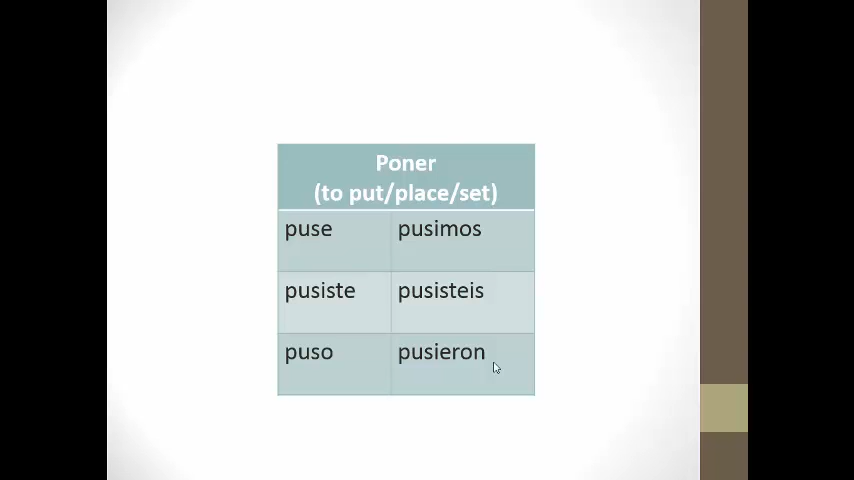 Poner
(to put/place/set)
puse pusimos
pusiste pusisteis
puso pusieron